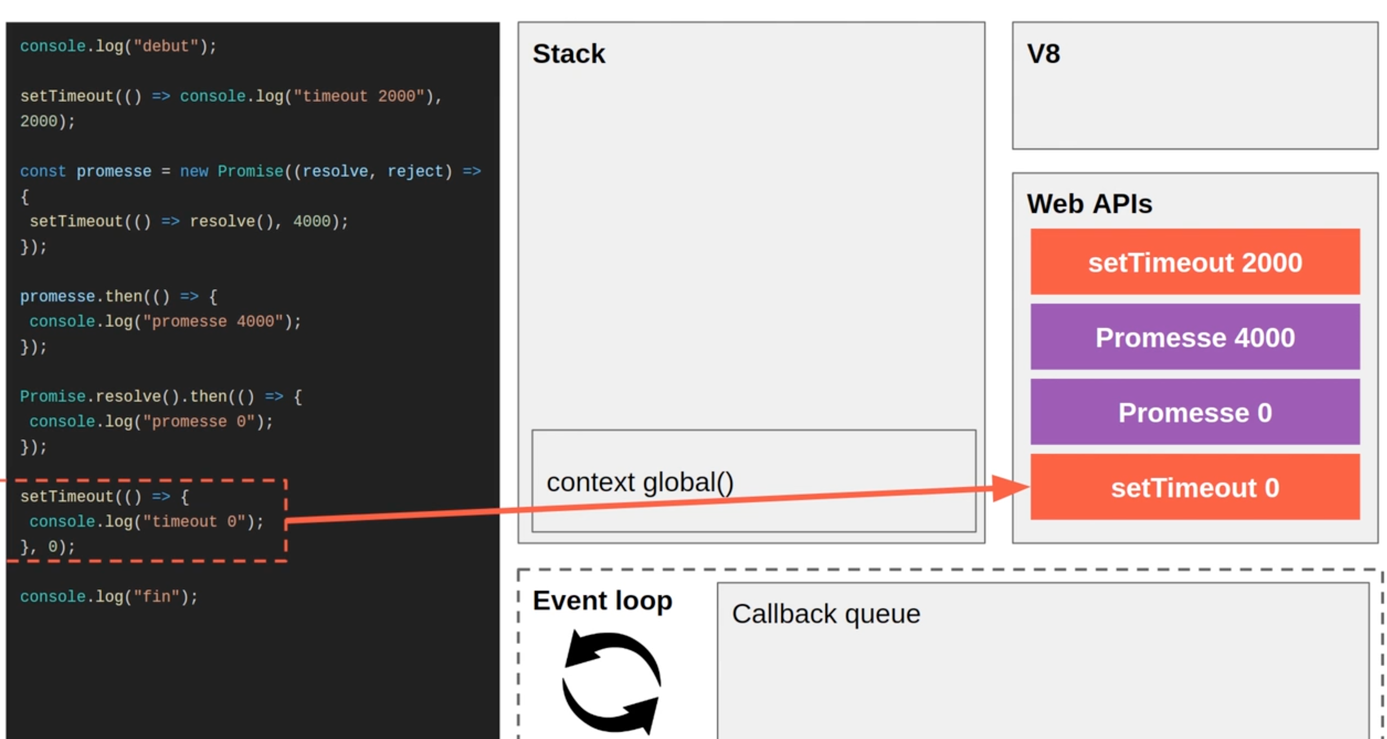 console.log("debut");
setTimeout(() => console.log("timeout 2000"),
2000);
const promesse = new Promise((resolve, reject) =>
{
setTimeout(() => resolve(), 4000);
});
promesse.then(() => {
console.log("promesse 4000");
});
Promise.resolve().then(() => {
console.log("promesse 0");
});
setTimeout(() => {
console.log("timeout 0");
}, 0);
console.log("fin");
Stack
context global()
V8
Web APIs
setTimeout 2000
Promesse 4000
Promesse 0
setTimeout 0
Event loop
Callback queue